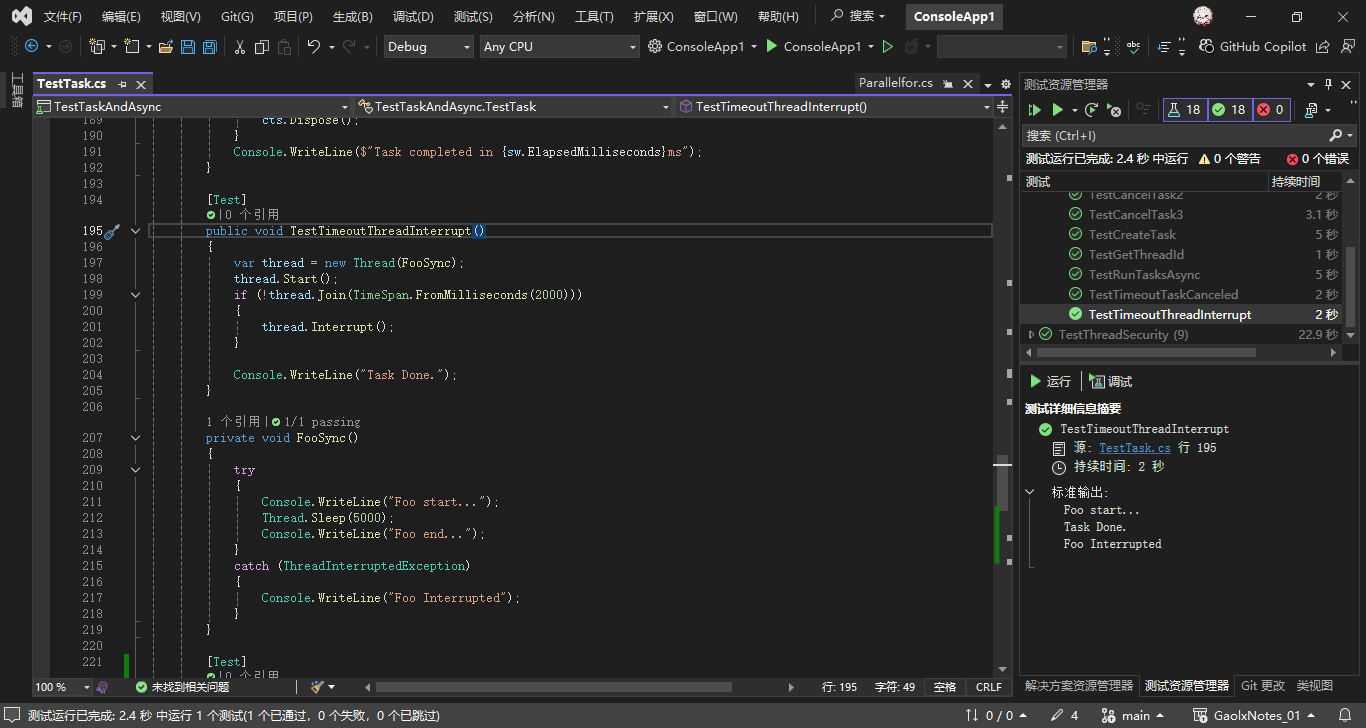 文件(F) 编辑(E) 视图(V) Git(G) 项目(P) 生成(B) 调试(D) 测试(S) 分析(N) 工具(T) 扩展(X) 窗口(W) 帮助(H) 搜索 ConsoleApp1
Debug Any CPU ConsoleApp1 ConsoleApp1 GitHub Copilot
工具箱
TestTask.cs Parallelfor.cs
TestTaskAndAsync TestTaskAndAsync.TestTask TestTimeoutThreadInterrupt()
189 cts.Dispose();
190 }
191 Console.WriteLine($"Task completed in {sw.ElapsedMilliseconds}ms");
192 }
193
194 [Test]
0 个引用
195 public void TestTimeoutThreadInterrupt()
196 {
197 var thread = new Thread(FooSync);
198 thread.Start();
199 if (!thread.Join(TimeSpan.FromMilliseconds(2000)))
200 {
201 thread.Interrupt();
202 }
203
204 Console.WriteLine("Task Done.");
205 }
206
1 个引用 | 1/1 passing
207 private void FooSync()
208 {
209 try
210 {
211 Console.WriteLine("Foo start...");
212 Thread.Sleep(5000);
213 Console.WriteLine("Foo end...");
214 }
215 catch (ThreadInterruptedException)
216 {
217 Console.WriteLine("Foo Interrupted");
218 }
219 }
220
221 [Test]
0 个引用
100 % 未找到相关问题 行: 195 字符: 49 空格 CRLF
测试资源管理器
18 18 0
搜索 (Ctrl+I)
测试运行已完成: 2.4 秒 中运行 0 个警告 0 个错误
测试 持续时间
TestCancelTask2 2 秒
TestCancelTask3 3.1 秒
TestCreateTask 5 秒
TestGetThreadId 1 秒
TestRunTasksAsync 5 秒
TestTimeoutTaskCanceled 2 秒
TestTimeoutThreadInterrupt 2 秒
TestThreadSecurity (9) 22.9 秒
运行 调试
测试详细信息摘要
TestTimeoutThreadInterrupt
源: TestTask.cs 行 195
持续时间: 2 秒
标准输出:
Foo start...
Task Done.
Foo Interrupted
解决方案资源管理器 测试资源管理器 Git 更改 类视图
测试运行已完成: 2.4 秒 中运行 1 个测试(1 个已通过，0 个失败，0 个已跳过) 0 / 0 4 main GaolxNotes_01